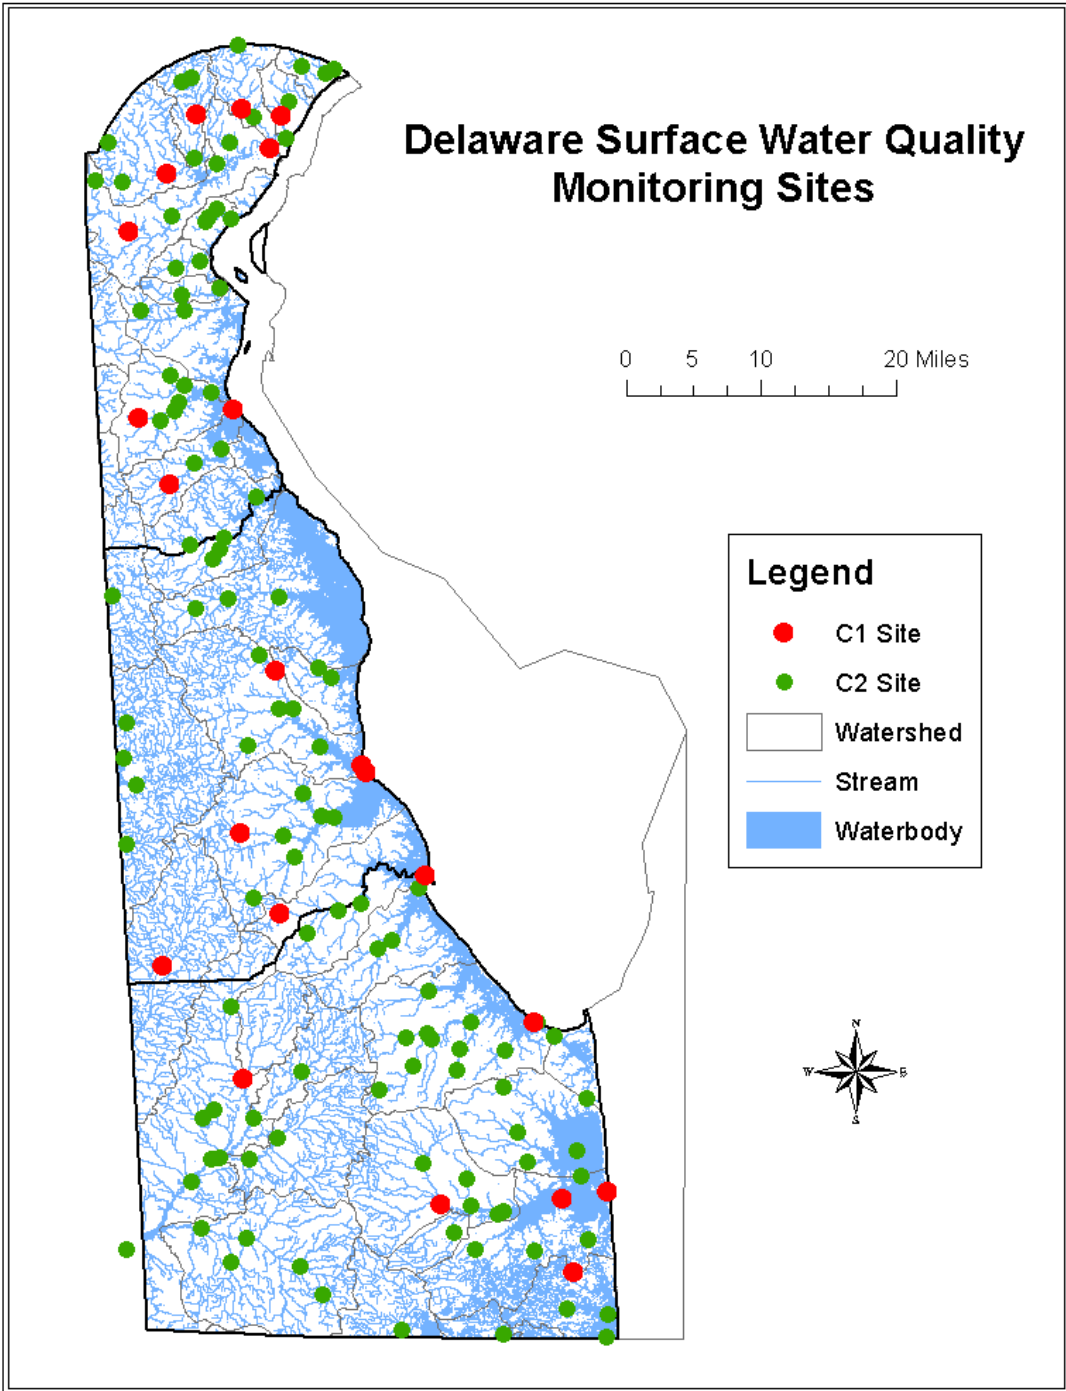 Delaware Surface Water Quality
Monitoring Sites
0 5 10 20 Miles
Legend
C1 Site
C2 Site
Watershed
Stream
Waterbody
N
W E
S